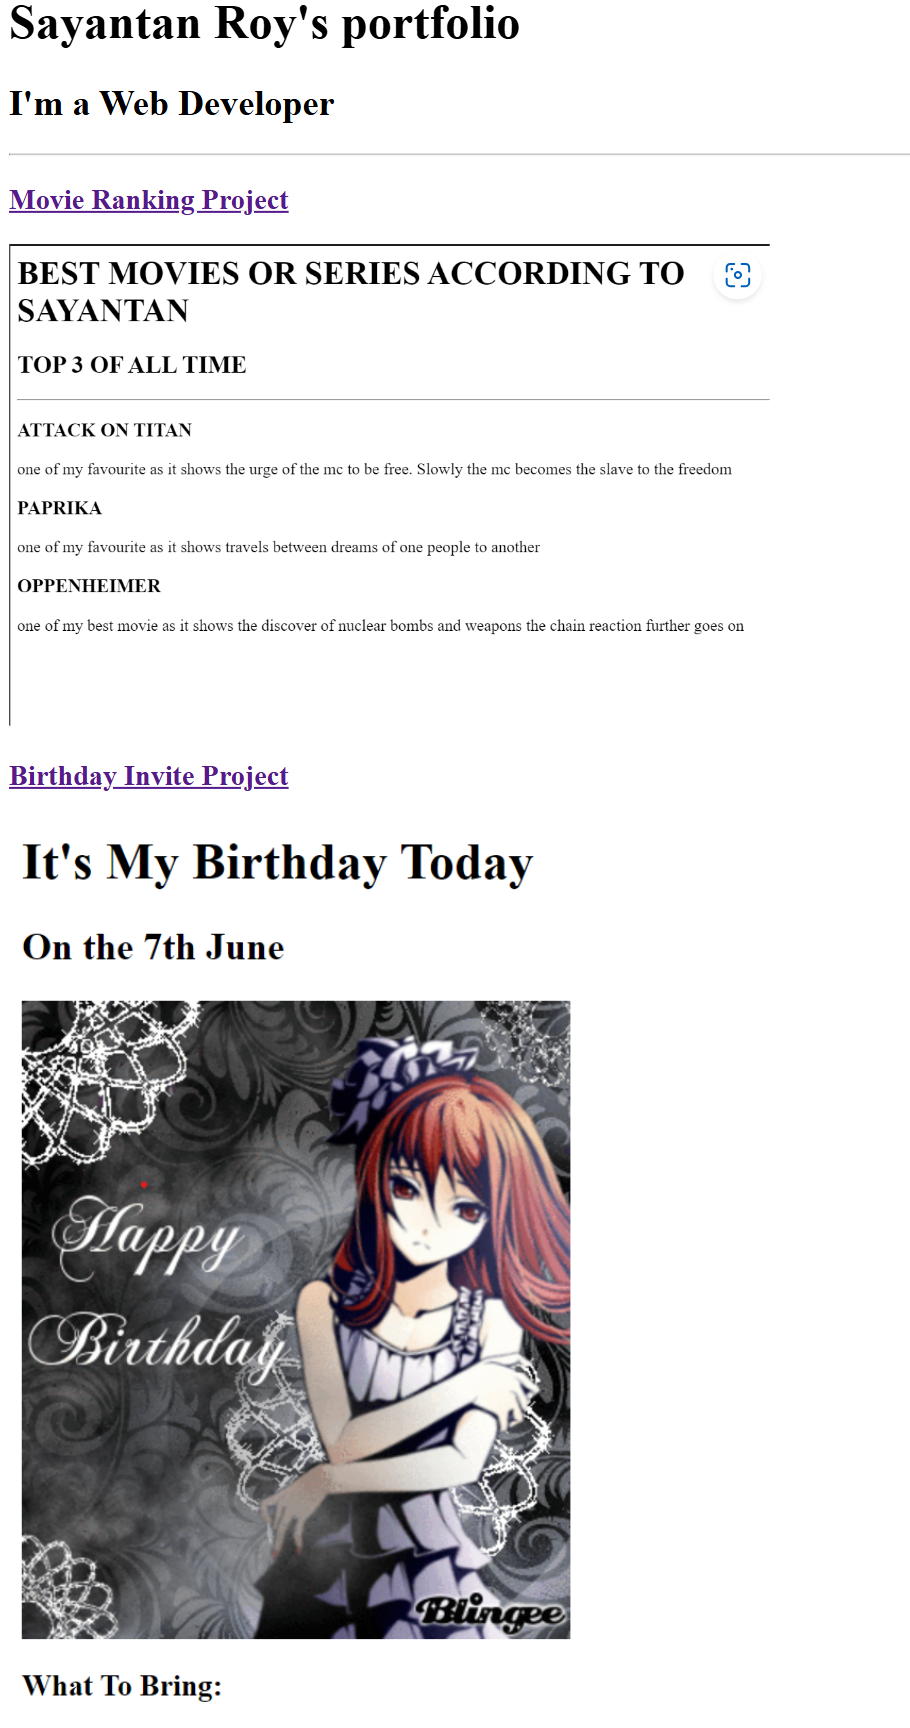 Sayantan Roy's portfolio
I'm a Web Developer
Movie Ranking Project
BEST MOVIES OR SERIES ACCORDING TO
SAYANTAN
TOP 3 OF ALL TIME
ATTACK ON TITAN
one of my favourite as it shows the urge of the mc to be free. Slowly the mc becomes the slave to the freedom
PAPRIKA
one of my favourite as it shows travels between dreams of one people to another
OPPENHEIMER
one of my best movie as it shows the discover of nuclear bombs and weapons the chain reaction further goes on
Birthday Invite Project
It's My Birthday Today
On the 7th June
Happy
Birthday
Blingee
What To Bring: